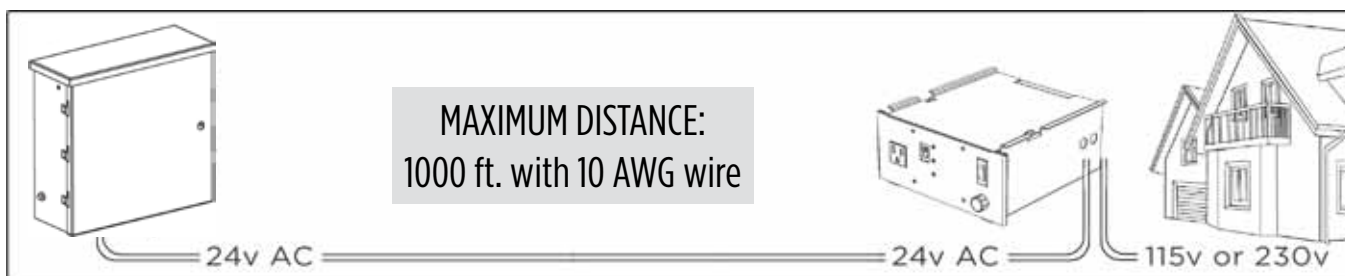 MAXIMUM DISTANCE:
1000 ft. with 10 AWG wire
24v AC
24v AC
115v or 230v